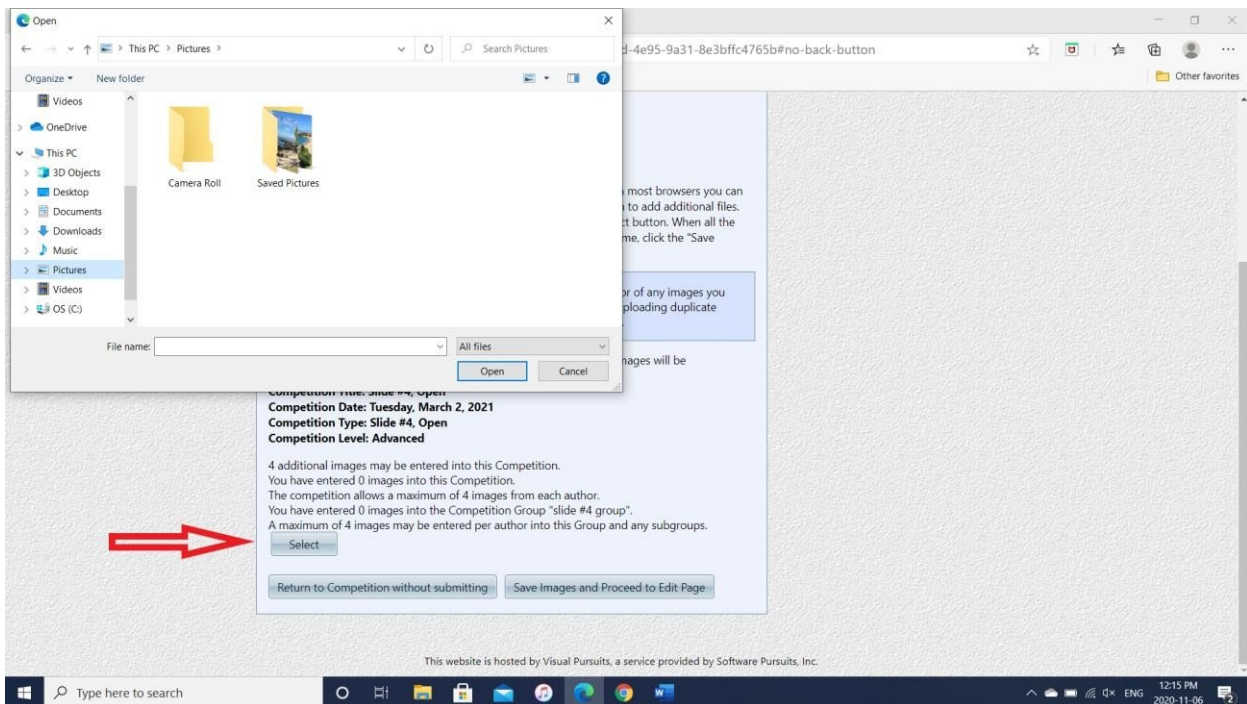 Open
This PC > Pictures >
Search Pictures
d-4e95-9a31-8e3bffc4765b#no-back-button
Organize
New folder
Other favorites
Videos
OneDrive
This PC
3D Objects
Desktop
Documents
Downloads
Music
Pictures
Videos
OS (C:)
Camera Roll
Saved Pictures
most browsers you can
to add additional files.
ct button. When all the
me, click the "Save
or of any images you
ploading duplicate
File name:
All files
Open
Cancel
nages will be
Competition Title: Slide #4, Open
Competition Date: Tuesday, March 2, 2021
Competition Type: Slide #4, Open
Competition Level: Advanced
4 additional images may be entered into this Competition.
You have entered 0 images into this Competition.
The competition allows a maximum of 4 images from each author.
You have entered 0 images into the Competition Group "slide #4 group".
A maximum of 4 images may be entered per author into this Group and any subgroups.
Select
Return to Competition without submitting
Save Images and Proceed to Edit Page
This website is hosted by Visual Pursuits, a service provided by Software Pursuits, Inc.
Type here to search
ENG
12:15 PM
2020-11-06
2